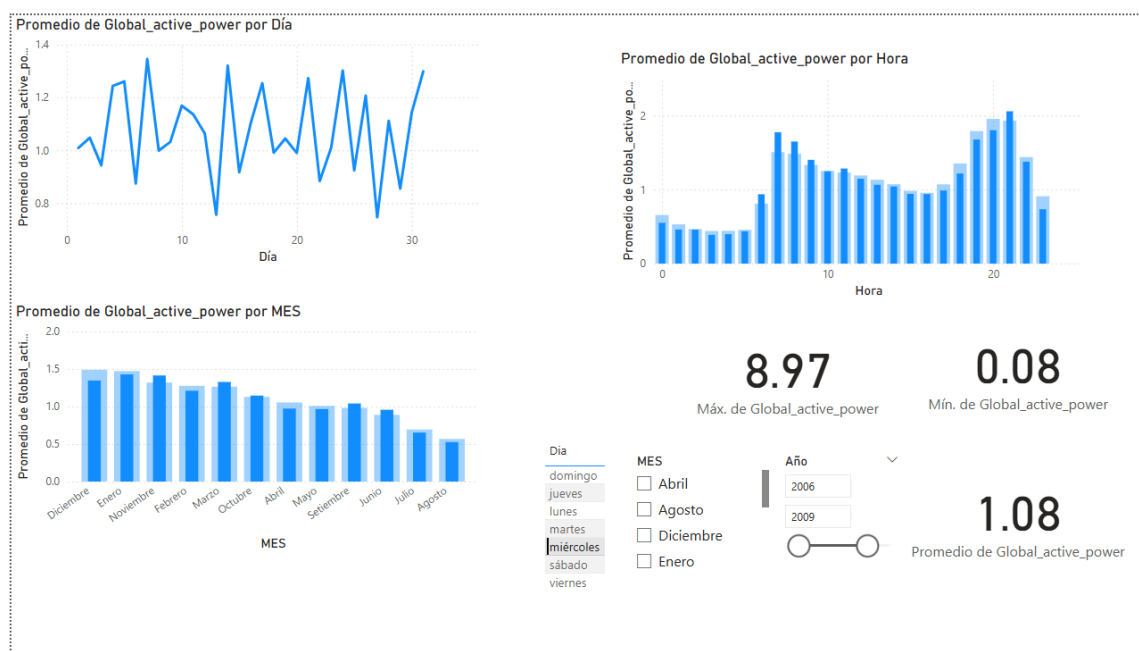 Promedio de Global_active_power por Día
Promedio de Global_active_po...
1.4
1.2
1.0
0.8
0
10
20
30
Día
Promedio de Global_active_power por Hora
Promedio de Global_active_po...
2
1
0
0
10
20
Hora
Promedio de Global_active_power por MES
Promedio de Global_acti...
2.0
1.5
1.0
0.5
0.0
Diciembre
Enero
Noviembre
Febrero
Marzo
Octubre
Abril
Mayo
Setiembre
Junio
Julio
Agosto
MES
8.97
Máx. de Global_active_power
0.08
Mín. de Global_active_power
Dia
domingo
jueves
lunes
martes
miércoles
sábado
viernes
MES
Abril
Agosto
Diciembre
Enero
Año
2006
2009
1.08
Promedio de Global_active_power